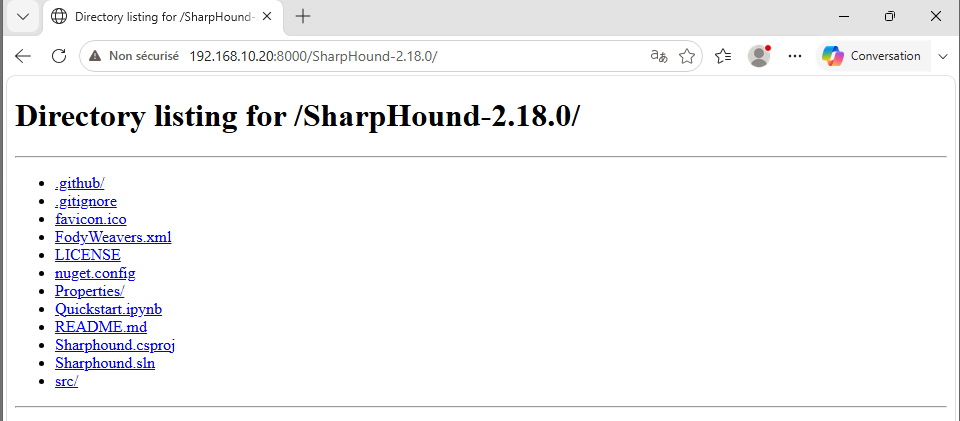 Directory listing for /SharpHound-
Non sécurisé 192.168.10.20:8000/SharpHound-2.18.0/ Conversation
Directory listing for /SharpHound-2.18.0/
.github/
.gitignore
favicon.ico
FodyWeavers.xml
LICENSE
nuget.config
Properties/
Quickstart.ipynb
README.md
Sharphound.csproj
Sharphound.sln
src/